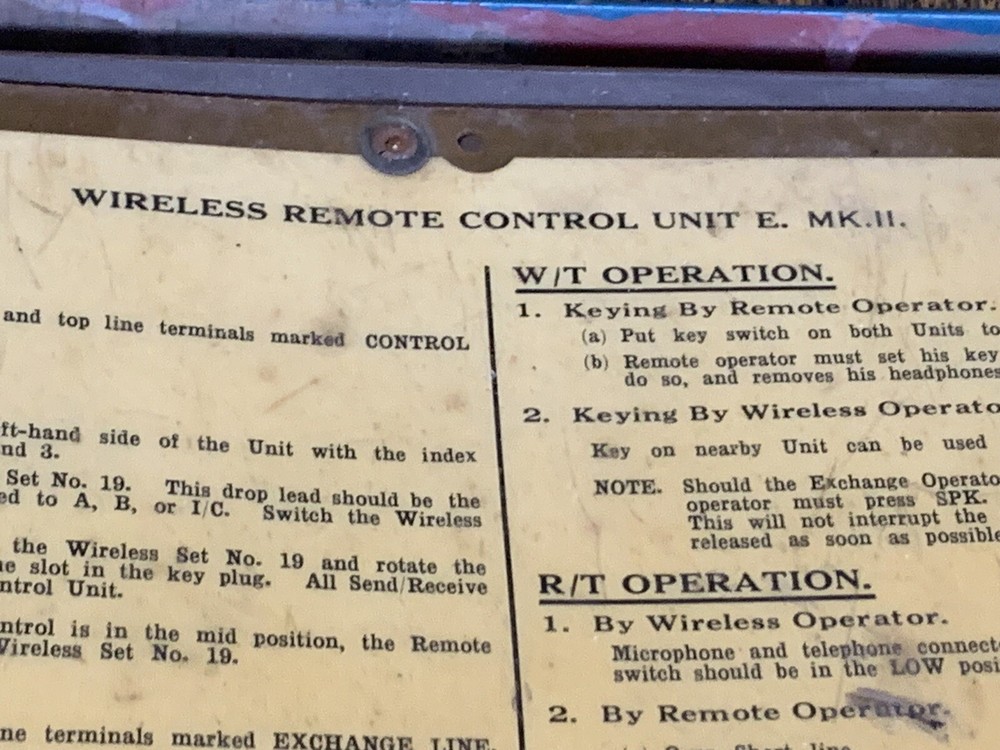 WIRELESS REMOTE CONTROL UNIT E. MK.II.
and top line terminals marked CONTROL
ft-hand side of the Unit with the index
nd 3.
Set No. 19. This drop lead should be the
ed to A, B, or I/C. Switch the Wireless
the Wireless Set No. 19 and rotate the
e slot in the key plug. All Send/Receive
ntrol Unit.
ntrol is in the mid position, the Remote
Wireless Set No. 19.
ne terminals marked EXCHANGE LINE.
W/T OPERATION.
1. Keying By Remote Operator.
(a) Put key switch on both Units to
(b) Remote operator must set his key
do so, and removes his headphones
2. Keying By Wireless Operato
Key on nearby Unit can be used
NOTE. Should the Exchange Operato
operator must press SPK.
This will not interrupt the
released as soon as possible
R/T OPERATION.
1. By Wireless Operator.
Microphone and telephone connect
switch should be in the LOW posi
2. By Remote Operator.